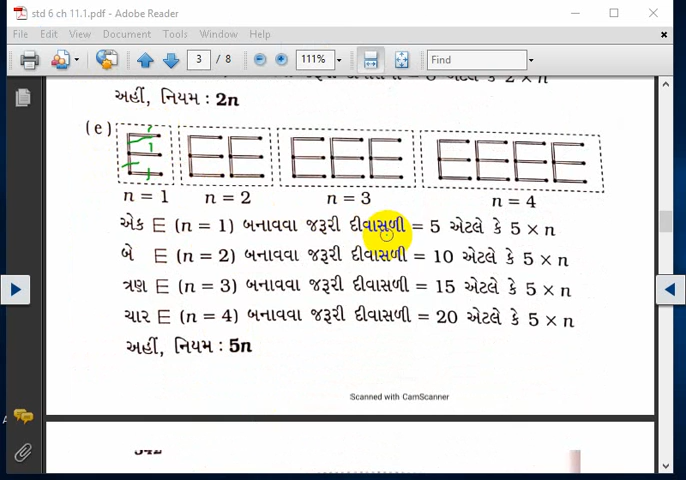 std 6 ch 11.1.pdf - Adobe Reader
File Edit View Document Tools Window Help
3 / 8 111% Find
અહીં, નિયમ : 2n
(e)
n = 1 n = 2 n = 3 n = 4
એક E (n = 1) બનાવવા જરૂરી દીવાસળી = 5 એટલે કે 5 × n
બે E (n = 2) બનાવવા જરૂરી દીવાસળી = 10 એટલે કે 5 × n
ત્રણ E (n = 3) બનાવવા જરૂરી દીવાસળી = 15 એટલે કે 5 × n
ચાર E (n = 4) બનાવવા જરૂરી દીવાસળી = 20 એટલે કે 5 × n
અહીં, નિયમ : 5n
Scanned with CamScanner